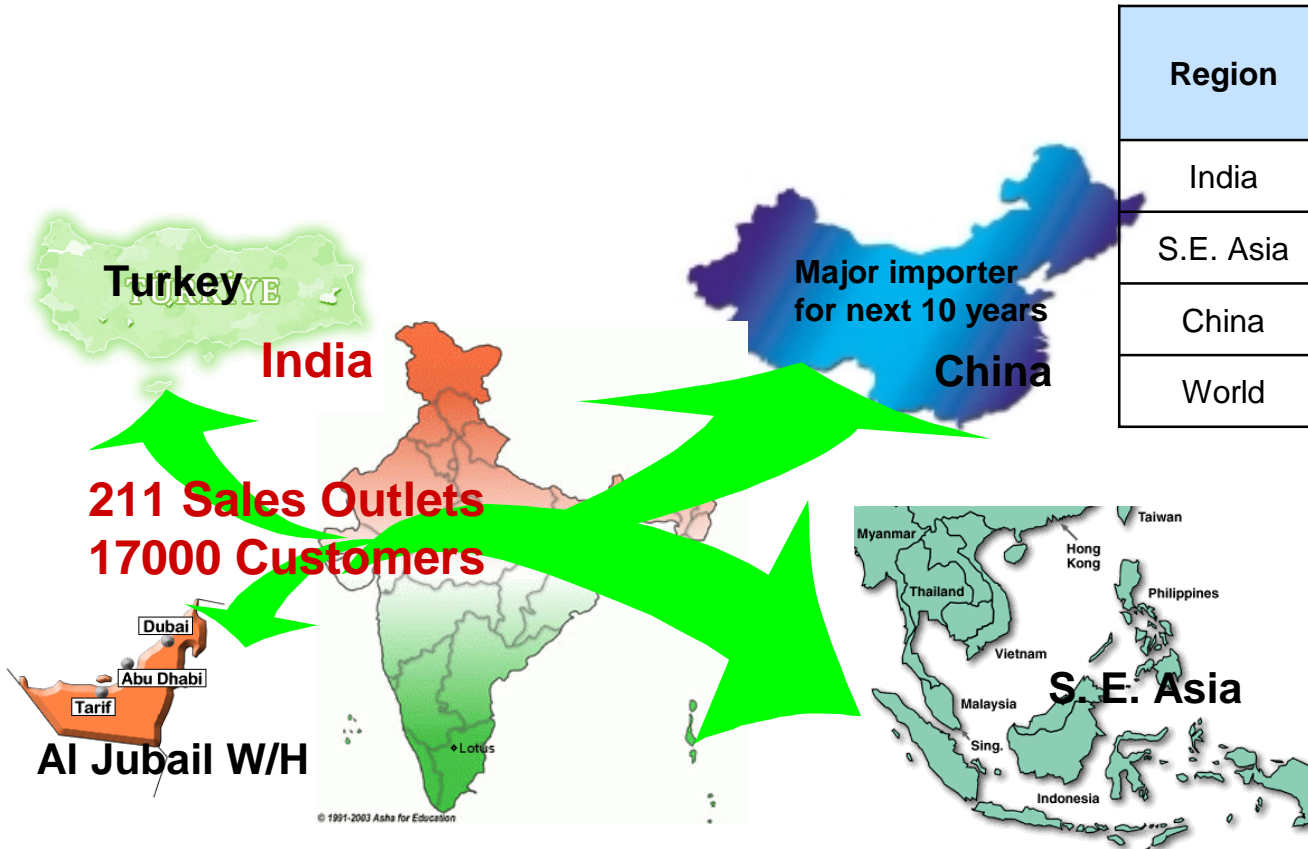 Region
India
S.E. Asia
China
World
Turkey
TÜRKİYE
India
Major importer
for next 10 years
China
211 Sales Outlets
17000 Customers
Dubai
Abu Dhabi
Tarif
Al Jubail W/H
Lotus
© 1991-2003 Asha for Education
Myanmar
Taiwan
Hong
Kong
Thailand
Philippines
Vietnam
S. E. Asia
Malaysia
Sing.
Indonesia